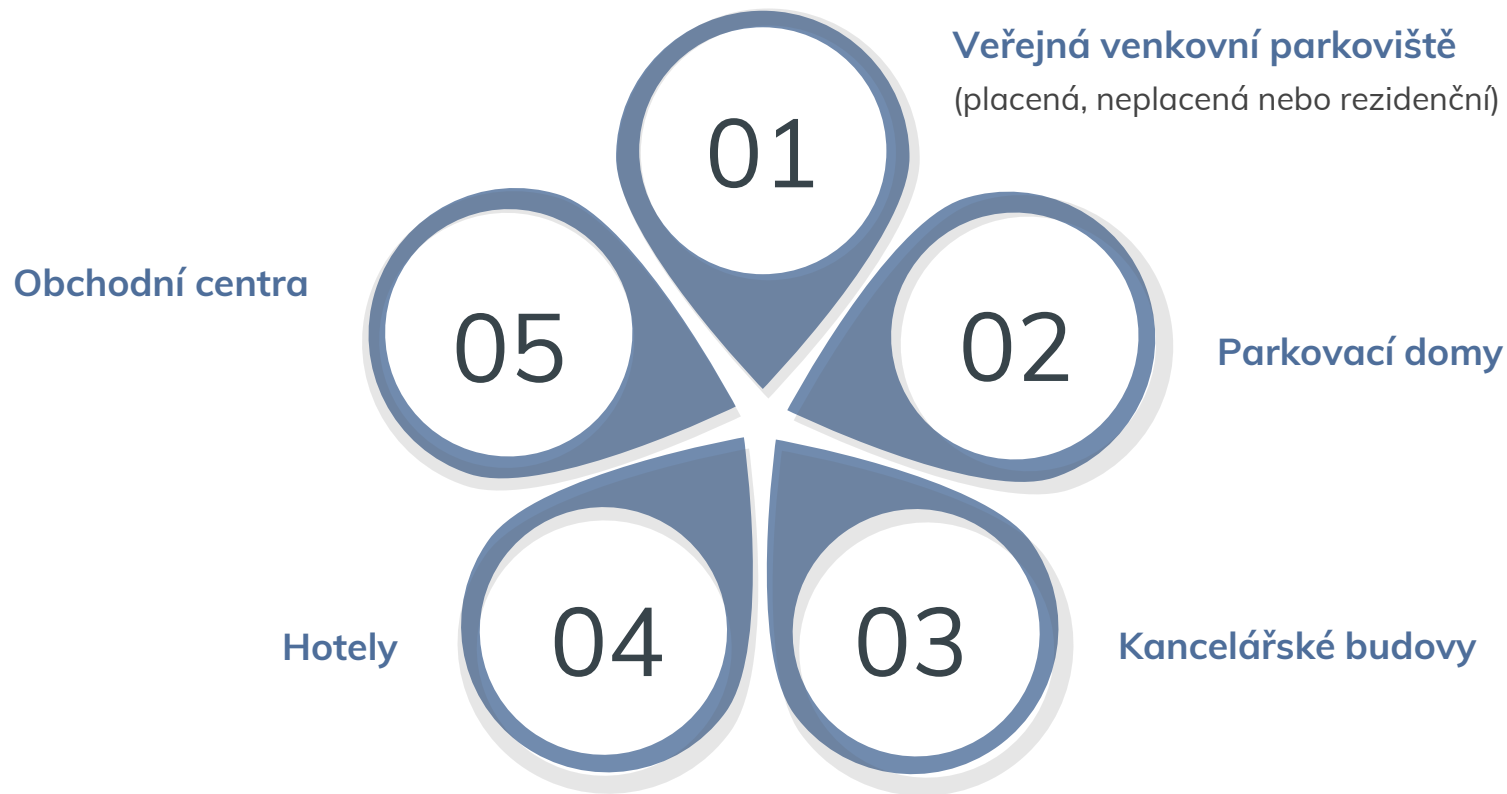 01
Veřejná venkovní parkoviště
(placená, neplacená nebo rezidenční)
02
Parkovací domy
03
Kancelářské budovy
04
Hotely
05
Obchodní centra